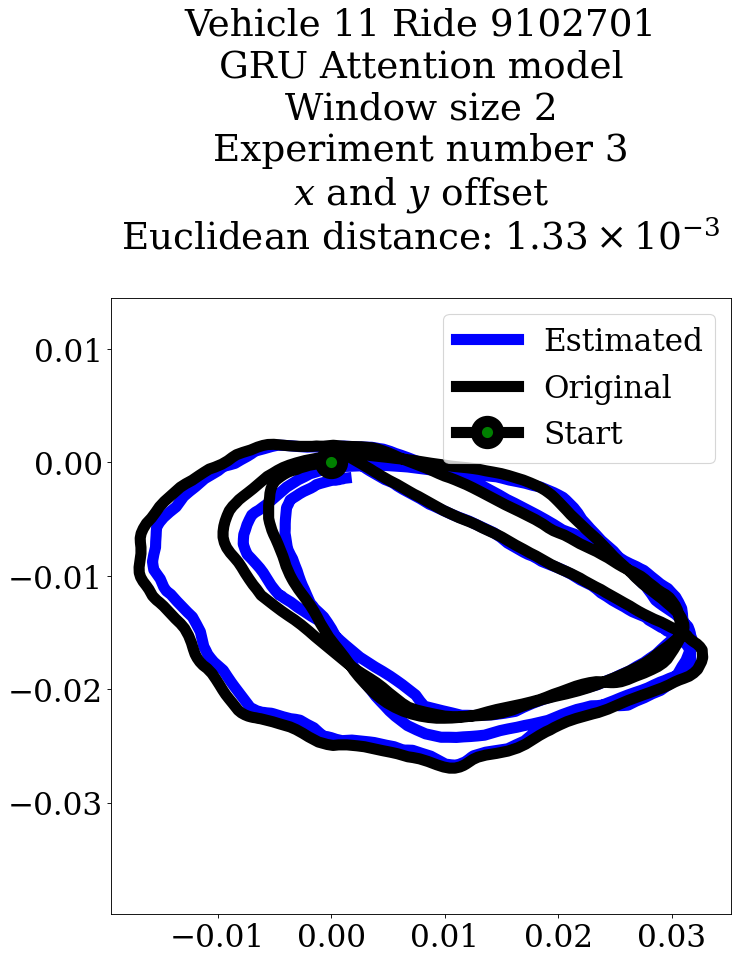 Vehicle 11 Ride 9102701
GRU Attention model
Window size 2
Experiment number 3
x and y offset
Euclidean distance: 1.33 × 10⁻³
Estimated
Original
Start
0.01
0.00
−0.01
−0.02
−0.03
−0.01 0.00 0.01 0.02 0.03